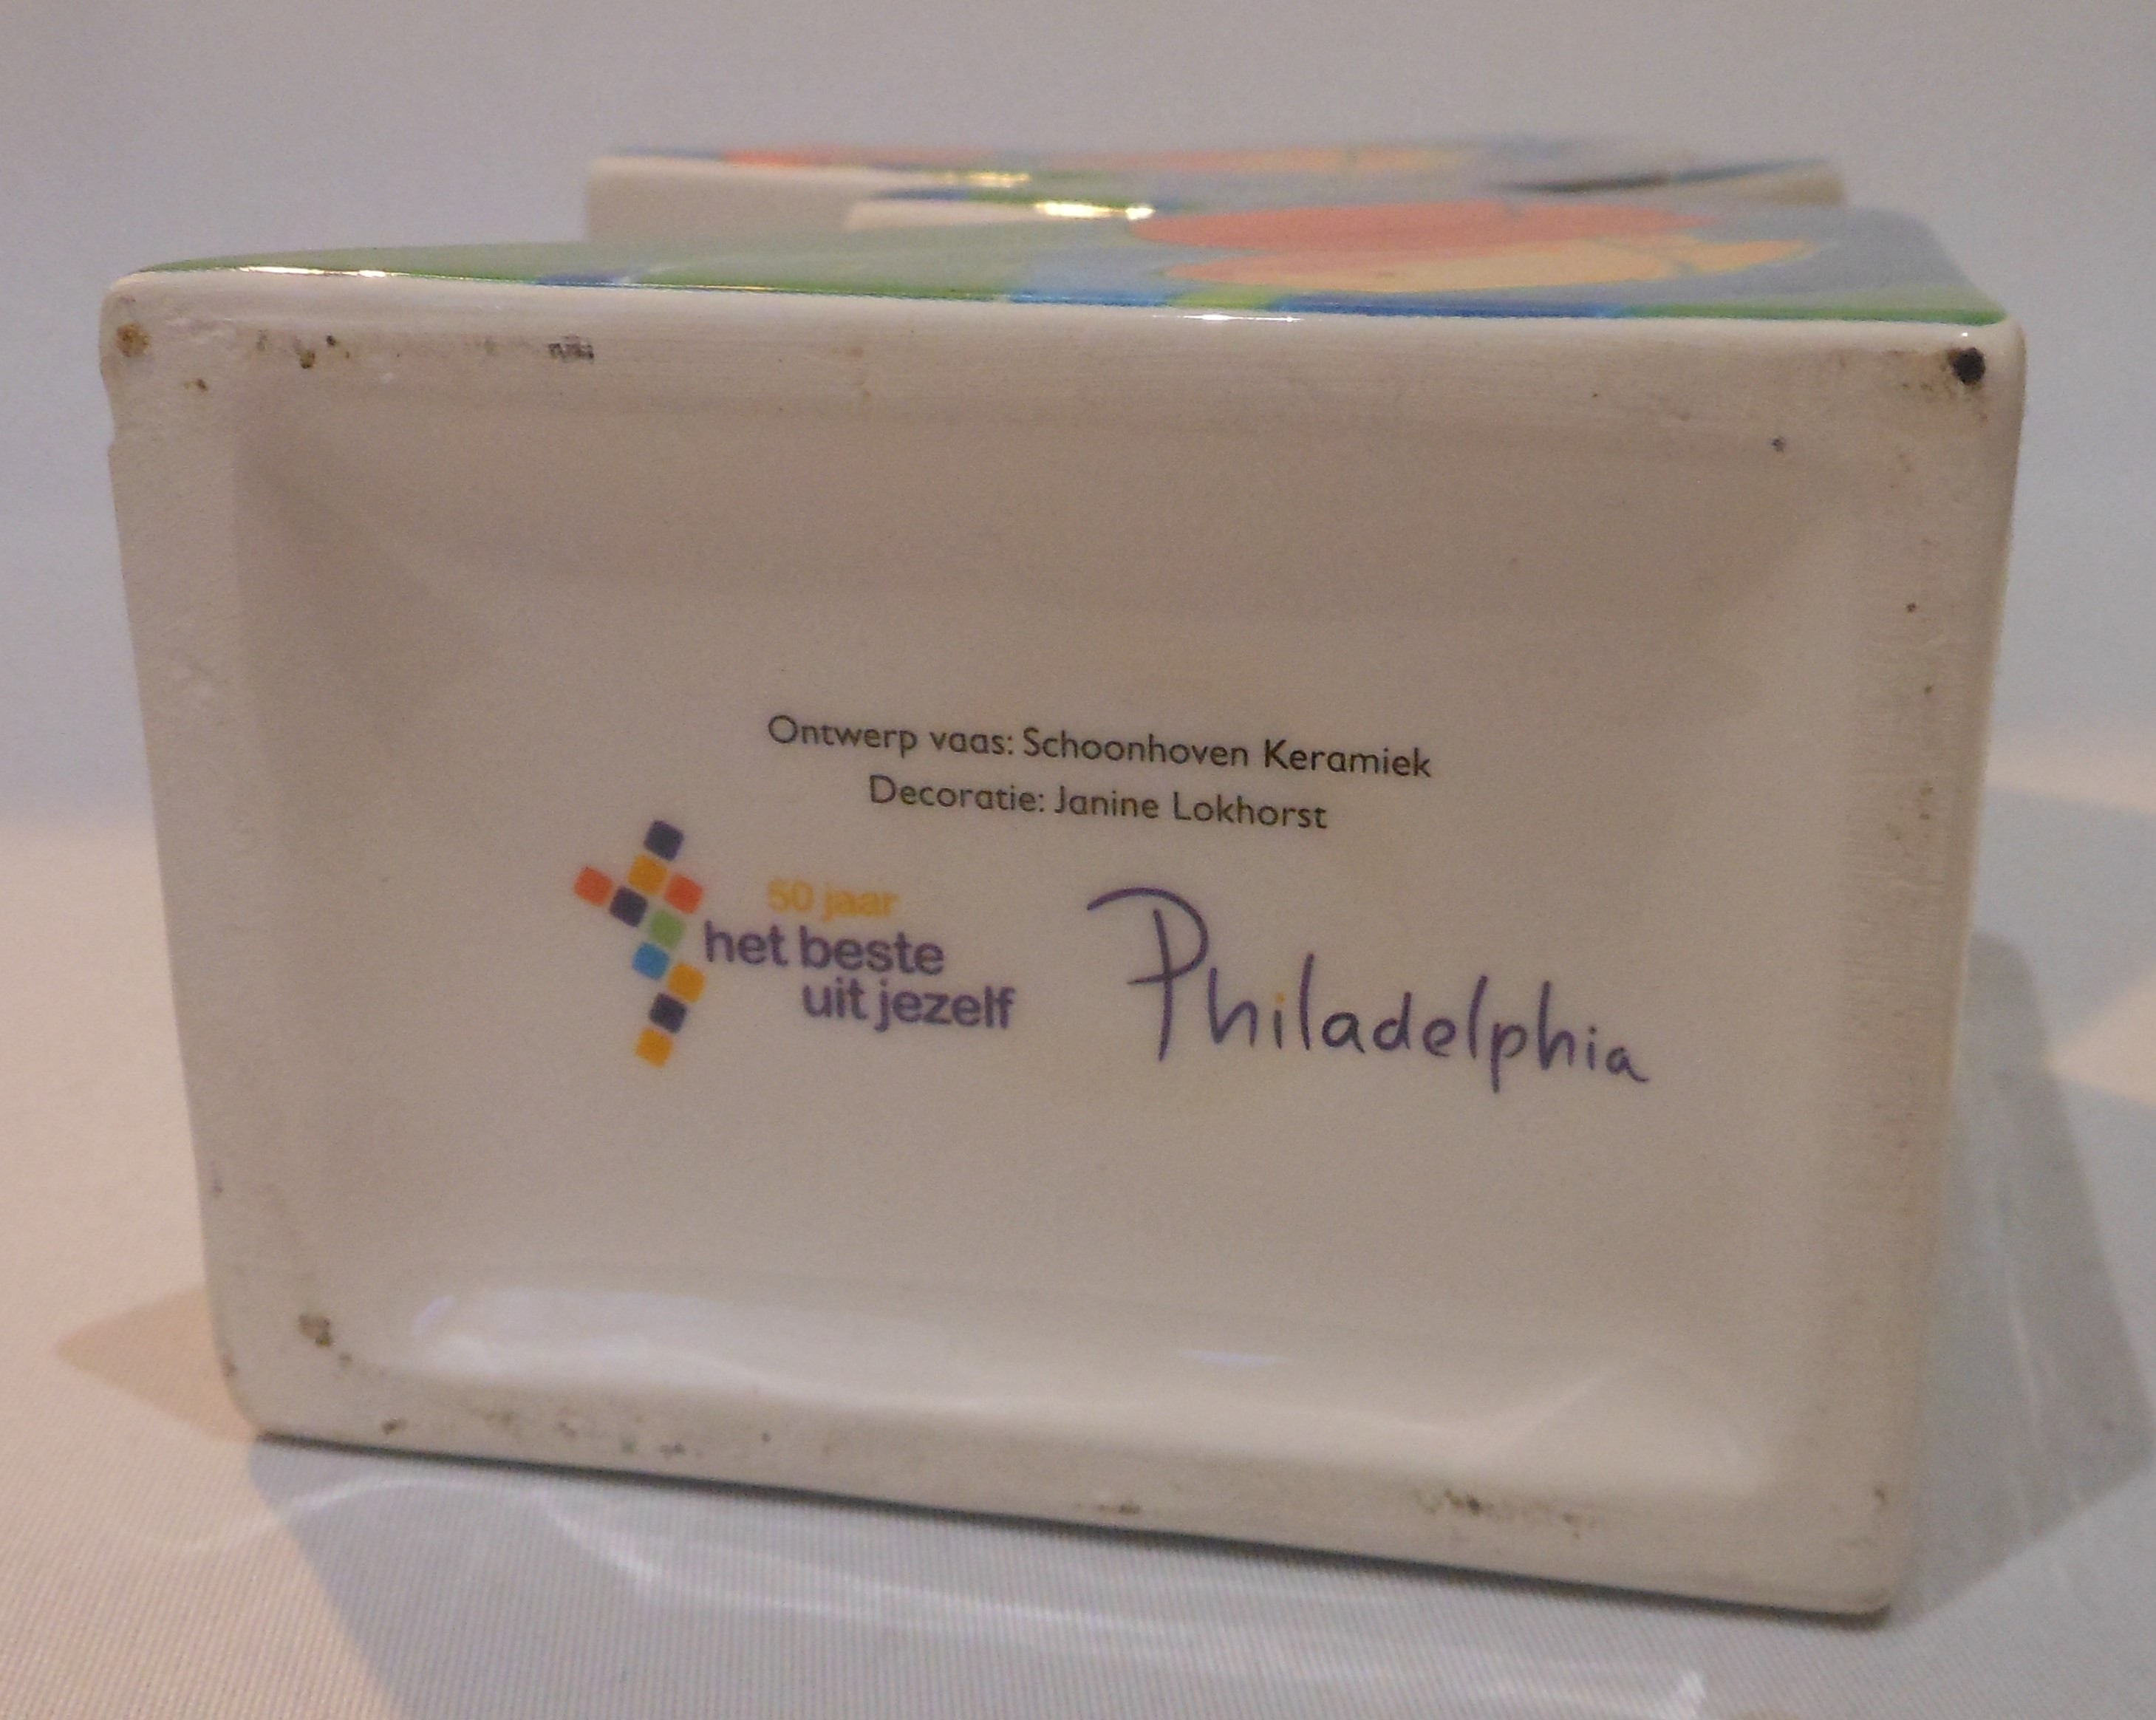 Ontwerp vaas: Schoonhoven Keramiek
Decoratie: Janine Lokhorst
50 jaar
het beste
uit jezelf
Philadelphia